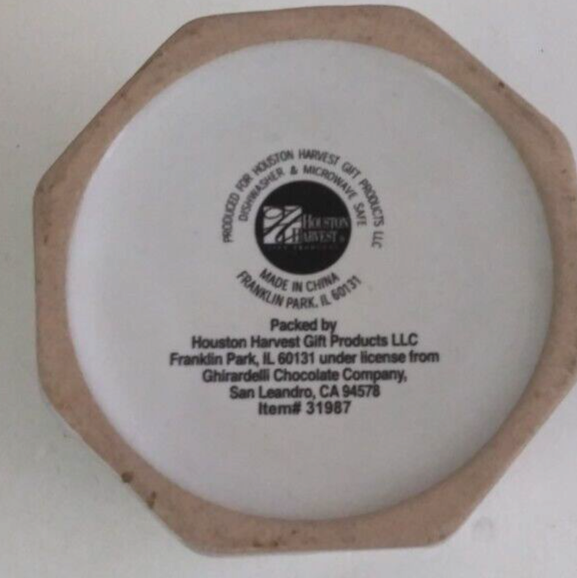 PRODUCED FOR HOUSTON HARVEST GIFT PRODUCTS LLC
DISHWASHER & MICROWAVE SAFE
HOUSTON
HARVEST
MADE IN CHINA
FRANKLIN PARK, IL 60131
Packed by
Houston Harvest Gift Products LLC
Franklin Park, IL 60131 under license from
Ghirardelli Chocolate Company,
San Leandro, CA 94578
Item# 31987